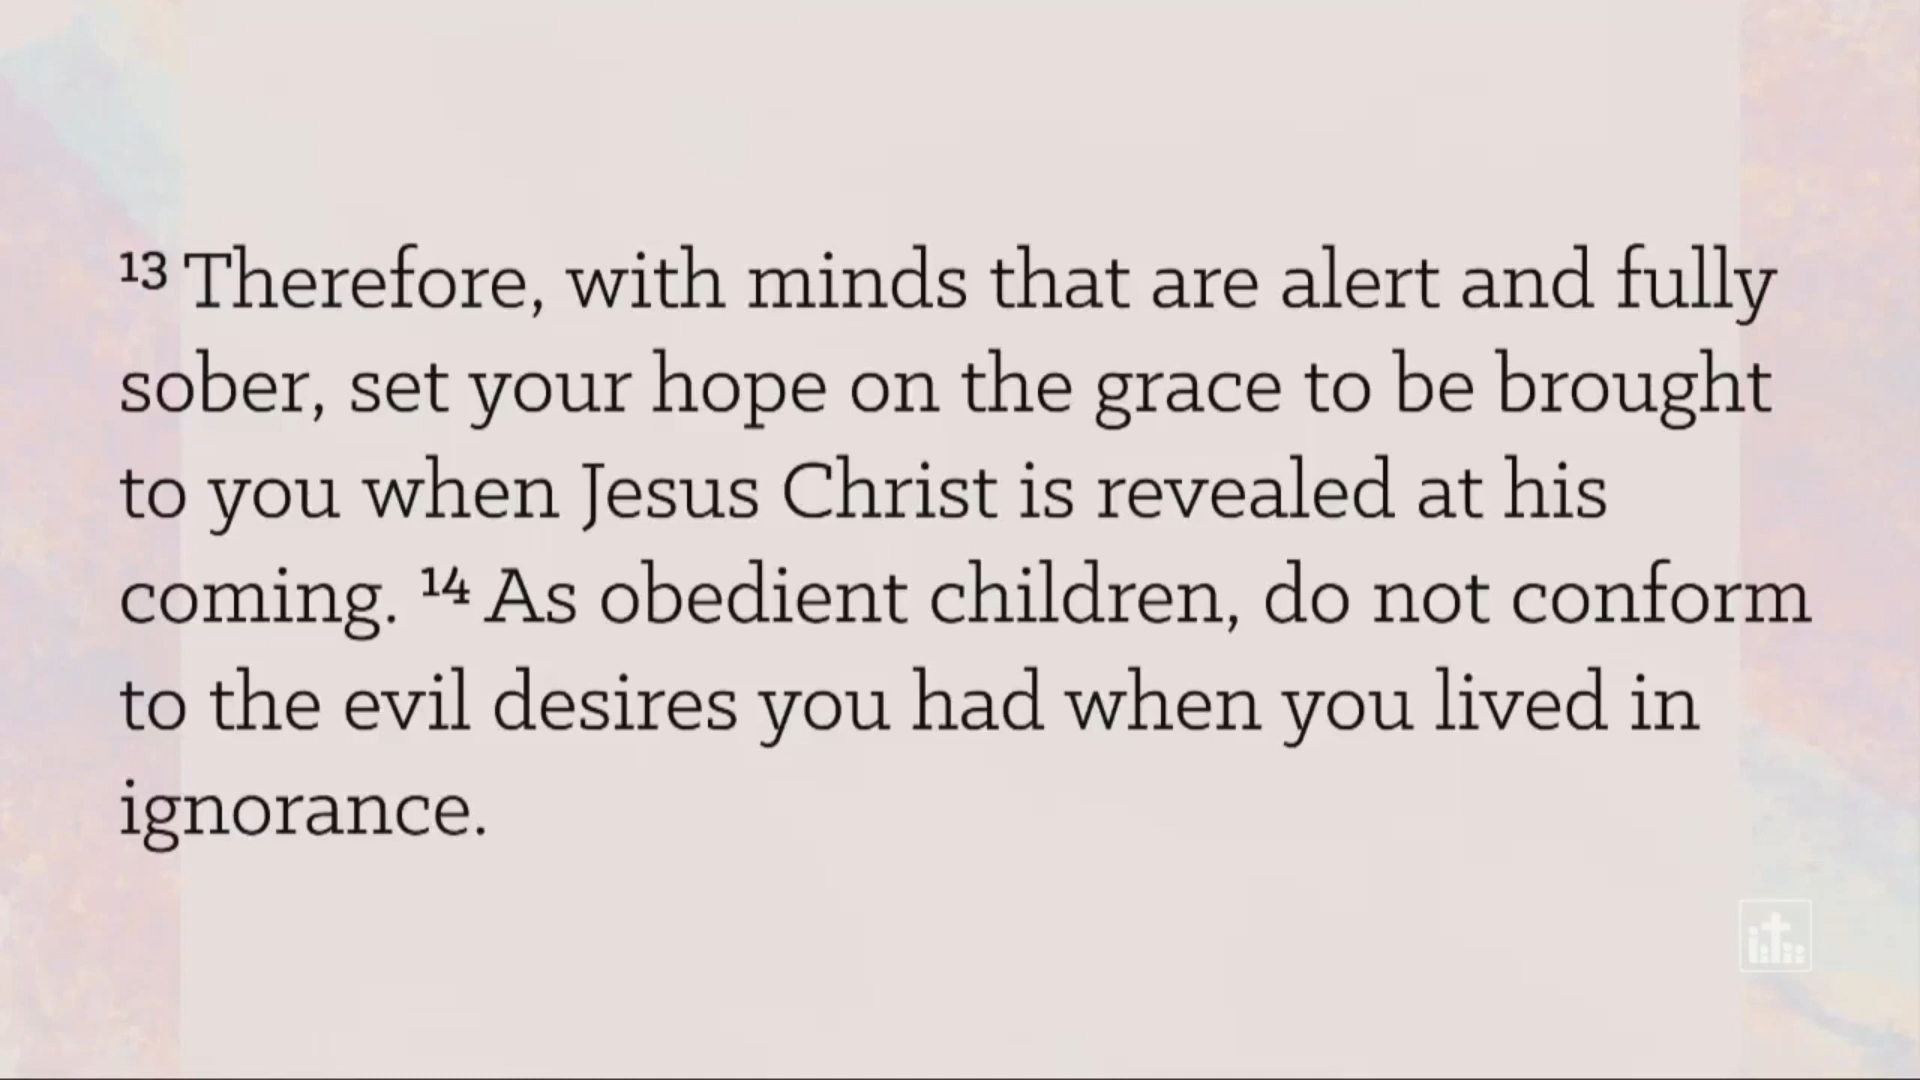 ¹³ Therefore, with minds that are alert and fully
sober, set your hope on the grace to be brought
to you when Jesus Christ is revealed at his
coming. ¹⁴ As obedient children, do not conform
to the evil desires you had when you lived in
ignorance.